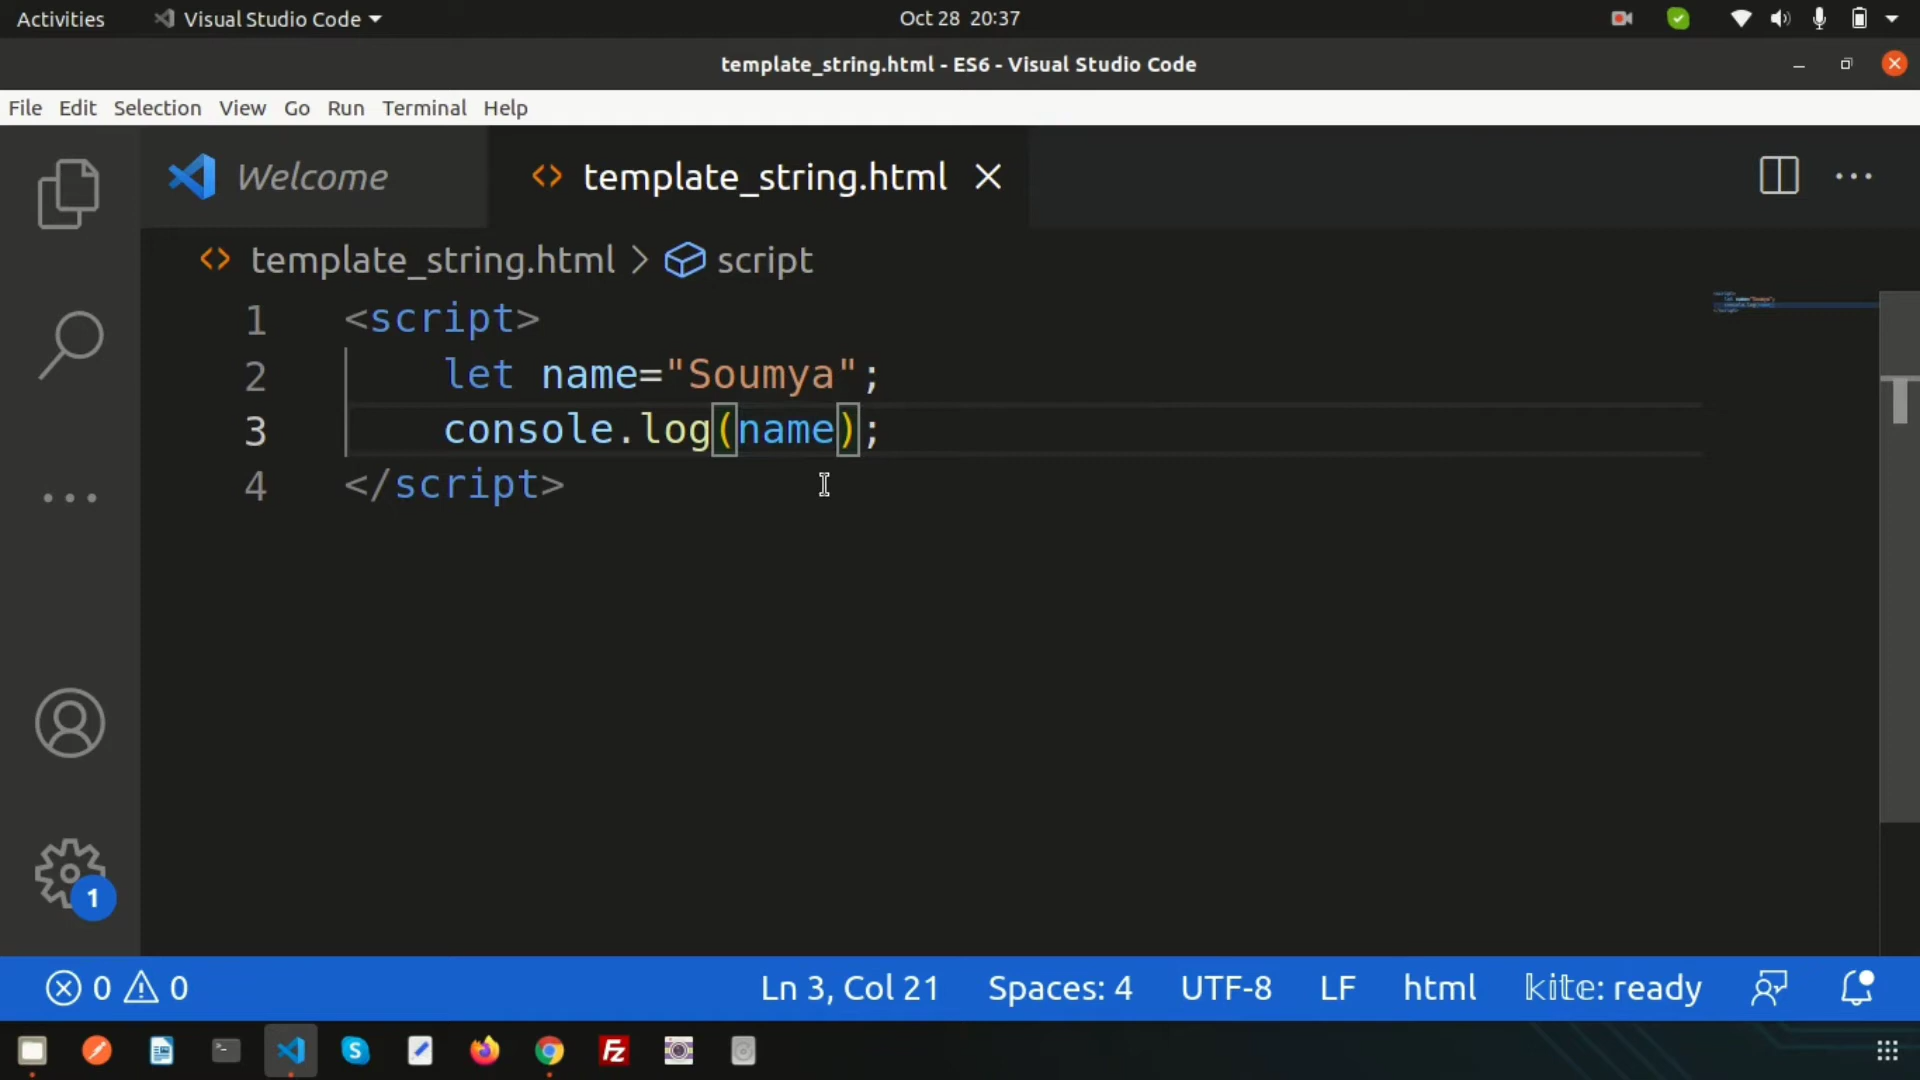 Activities Visual Studio Code Oct 28 20:37
template_string.html - ES6 - Visual Studio Code
File Edit Selection View Go Run Terminal Help
Welcome template_string.html
template_string.html > script
1 <script>
2 let name="Soumya";
3 console.log(name);
4 </script>
1
0 0 Ln 3, Col 21 Spaces: 4 UTF-8 LF html kite: ready